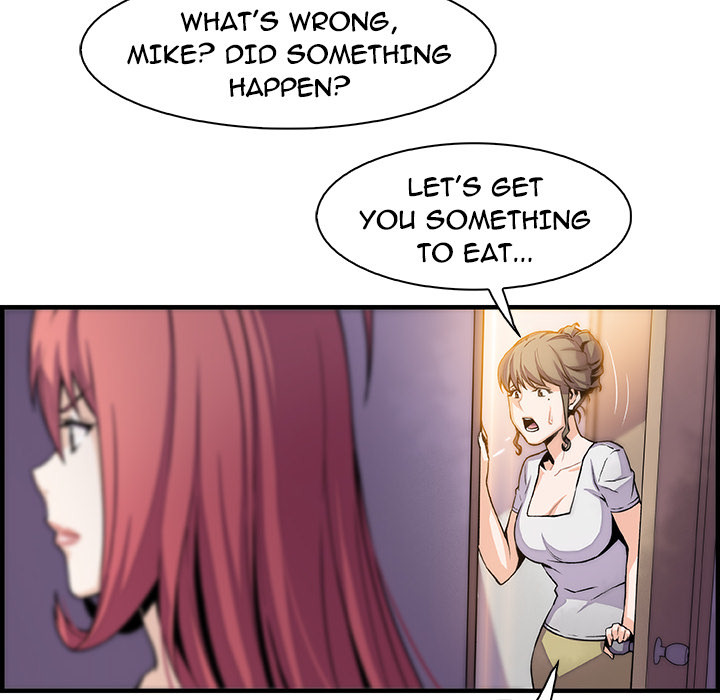 WHAT'S WRONG,
MIKE? DID SOMETHING
HAPPEN?
LET'S GET
YOU SOMETHING
TO EAT...